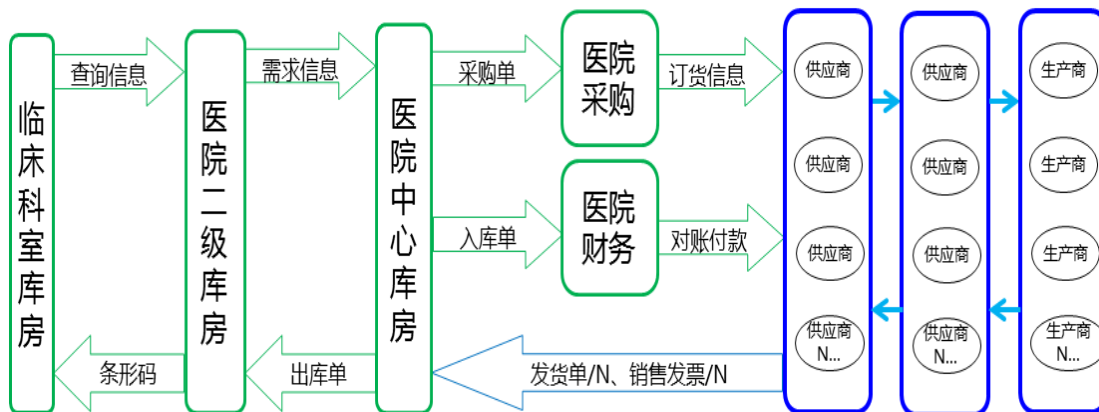 临床科室库房
查询信息
条形码
医院二级库房
需求信息
出库单
医院中心库房
采购单
入库单
医院
采购
医院
财务
订货信息
对账付款
发货单/N、销售发票/N
供应商
供应商
供应商
供应商
N...
供应商
供应商
供应商
供应商
N...
生产商
生产商
生产商
生产商
N...